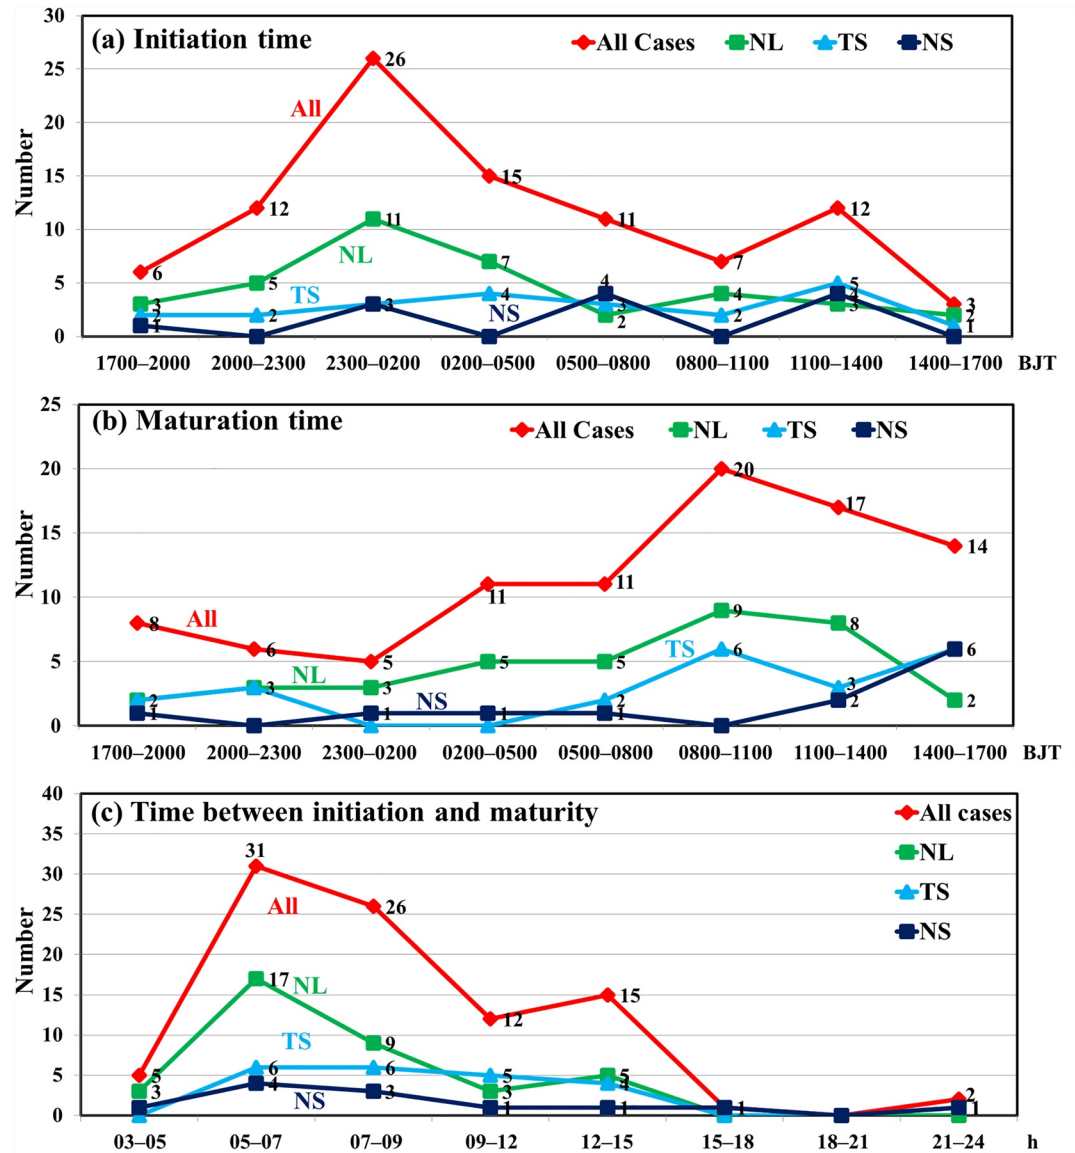 (a) Initiation time
All Cases NL TS NS
30
25
20
15
10
5
0
Number
All
NL
TS
NS
6 12 26 15 11 7 12 3
3 5 11 7 2 4 3 2
2 2 3 4 3 2 5 1
1 3 4 4
1700–2000 2000–2300 2300–0200 0200–0500 0500–0800 0800–1100 1100–1400 1400–1700 BJT
(b) Maturation time
All Cases NL TS NS
25
20
15
10
5
0
Number
All
NL
NS
TS
8 6 5 11 11 20 17 14
3 3 5 5 9 8 2
2 2 6 3 6
1 1 1 1 2
1700–2000 2000–2300 2300–0200 0200–0500 0500–0800 0800–1100 1100–1400 1400–1700 BJT
(c) Time between initiation and maturity
All cases
NL
TS
NS
40
35
30
25
20
15
10
5
0
Number
All
NL
TS
NS
5 31 26 12 15 2
3 17 9 3 5
6 6 5 4
4 3 1 1 1 1
03–05 05–07 07–09 09–12 12–15 15–18 18–21 21–24 h